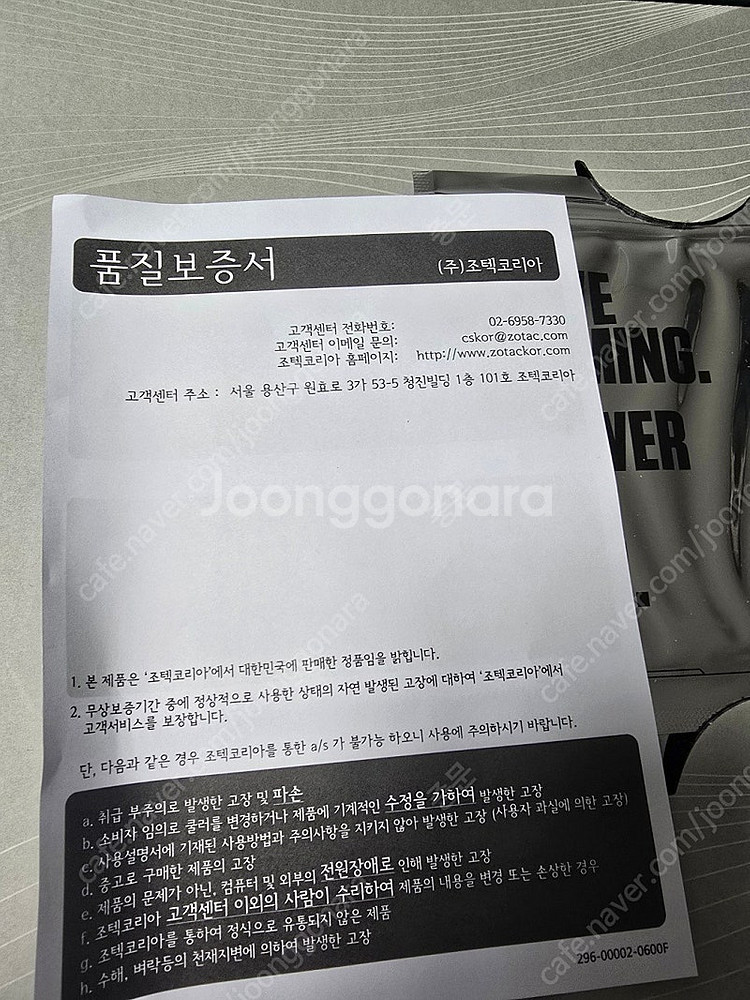 품질보증서
(주)조텍코리아
고객센터 전화번호: 02-6958-7330
고객센터 이메일 문의: cskor@zotac.com
조텍코리아 홈페이지: http://www.zotackor.com
고객센터 주소 : 서울 용산구 원효로 3가 53-5 청진빌딩 1층 101호 조텍코리아
Joonggonara
1. 본 제품은 '조텍코리아'에서 대한민국에 판매한 정품임을 밝힙니다.
2. 무상보증기간 중에 정상적으로 사용한 상태의 자연 발생된 고장에 대하여 '조텍코리아'에서
고객서비스를 보장합니다.
단, 다음과 같은 경우 조텍코리아를 통한 a/s 가 불가능 하오니 사용에 주의하시기 바랍니다.
a. 취급 부주의로 발생한 고장 및 파손
b. 소비자 임의로 쿨러를 변경하거나 제품에 기계적인 수정을 가하여 발생한 고장
c. 사용설명서에 기재된 사용방법과 주의사항을 지키지 않아 발생한 고장 (사용자 과실에 의한 고장)
d. 중고로 구매한 제품의 고장
e. 제품의 문제가 아닌, 컴퓨터 및 외부의 전원장애로 인해 발생한 고장
f. 조텍코리아 고객센터 이외의 사람이 수리하여 제품의 내용을 변경 또는 손상한 경우
g. 조텍코리아를 통하여 정식으로 유통되지 않은 제품
h. 수해, 벼락등의 천재지변에 의하여 발생한 고장
296-00002-0600F
cafe.naver.com/joonggonara